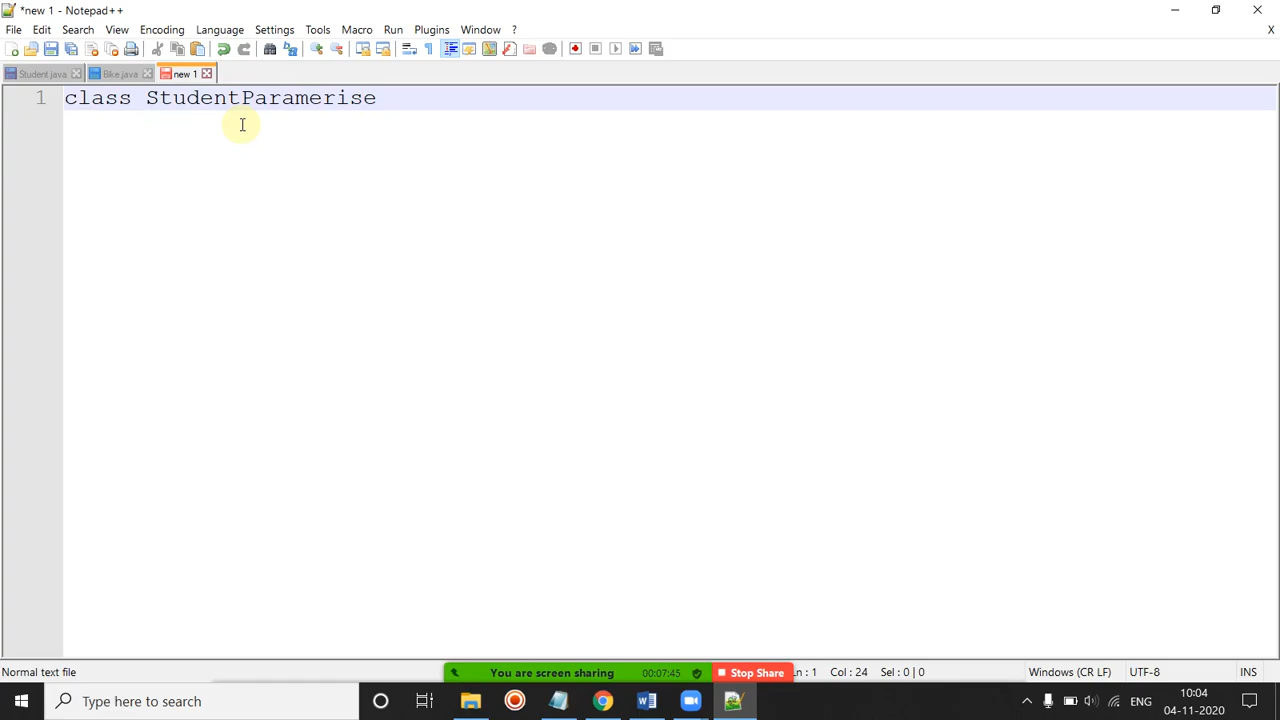 *new 1 - Notepad++
File Edit Search View Encoding Language Settings Tools Macro Run Plugins Window ? X
Student.java Bike.java new 1
1 class StudentParamerise
Normal text file You are screen sharing 00:07:45 Stop Share Ln : 1 Col : 24 Sel : 0 | 0 Windows (CR LF) UTF-8 INS
Type here to search ENG 10:04
04-11-2020